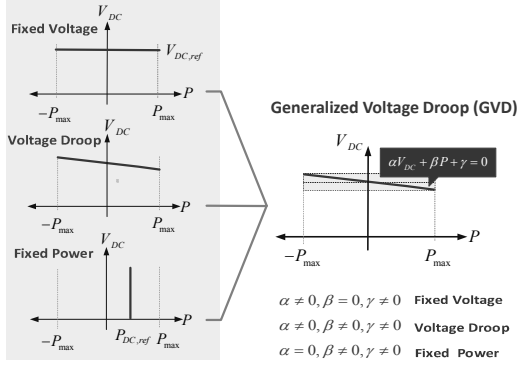 V_DC
Fixed Voltage
V_DC,ref
P
−P_max
P_max
V_DC
Voltage Droop
P
−P_max
P_max
V_DC
Fixed Power
P
−P_max
P_DC,ref
P_max
Generalized Voltage Droop (GVD)
V_DC
αV_DC + βP + γ = 0
P
−P_max
P_max
α ≠ 0, β = 0, γ ≠ 0 Fixed Voltage
α ≠ 0, β ≠ 0, γ ≠ 0 Voltage Droop
α = 0, β ≠ 0, γ ≠ 0 Fixed Power